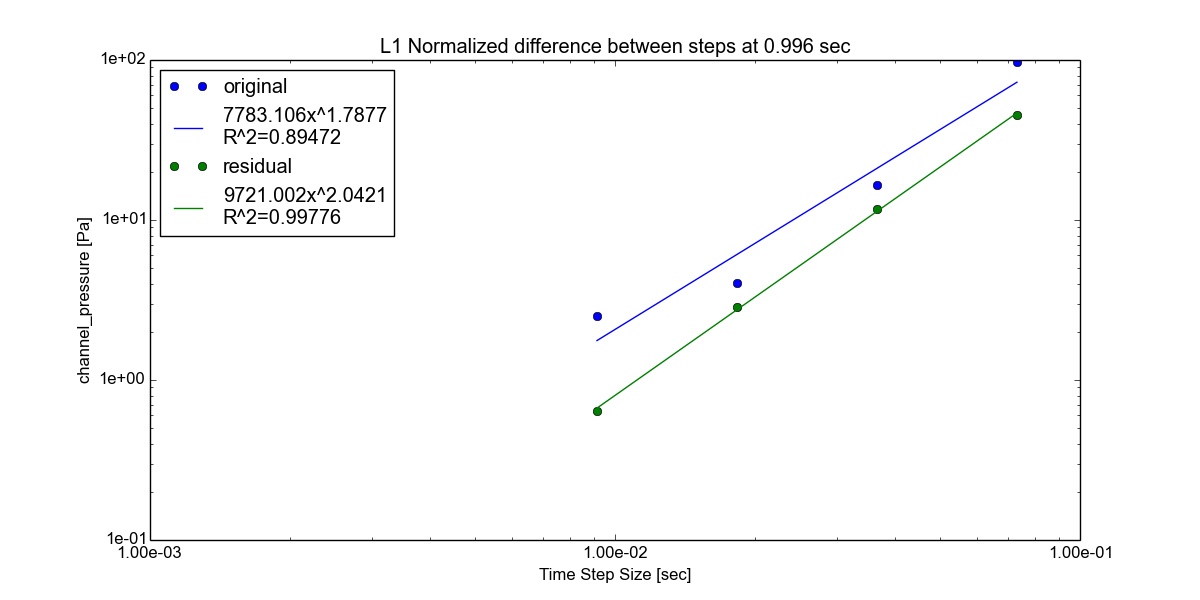 L1 Normalized difference between steps at 0.996 sec
1e+02
original
7783.106x^1.7877
R^2=0.89472
residual
9721.002x^2.0421
R^2=0.99776
1e+01
channel_pressure [Pa]
1e+00
1e-01
1.00e-03
1.00e-02
1.00e-01
Time Step Size [sec]